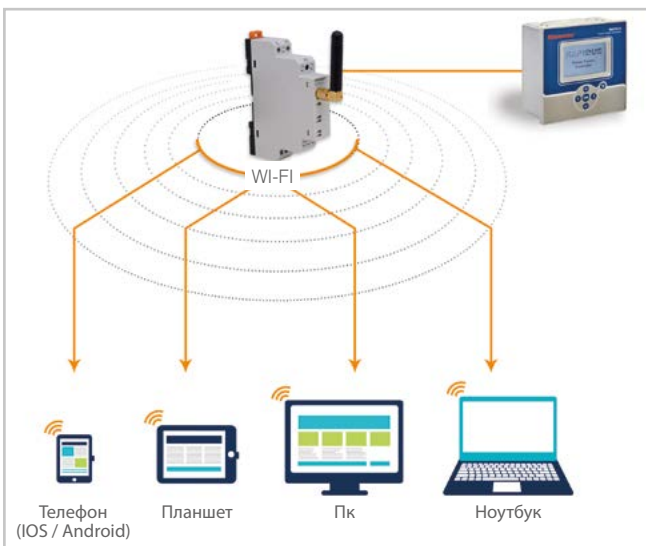 WI-FI
Телефон
(IOS / Android)
Планшет
Пк
Ноутбук